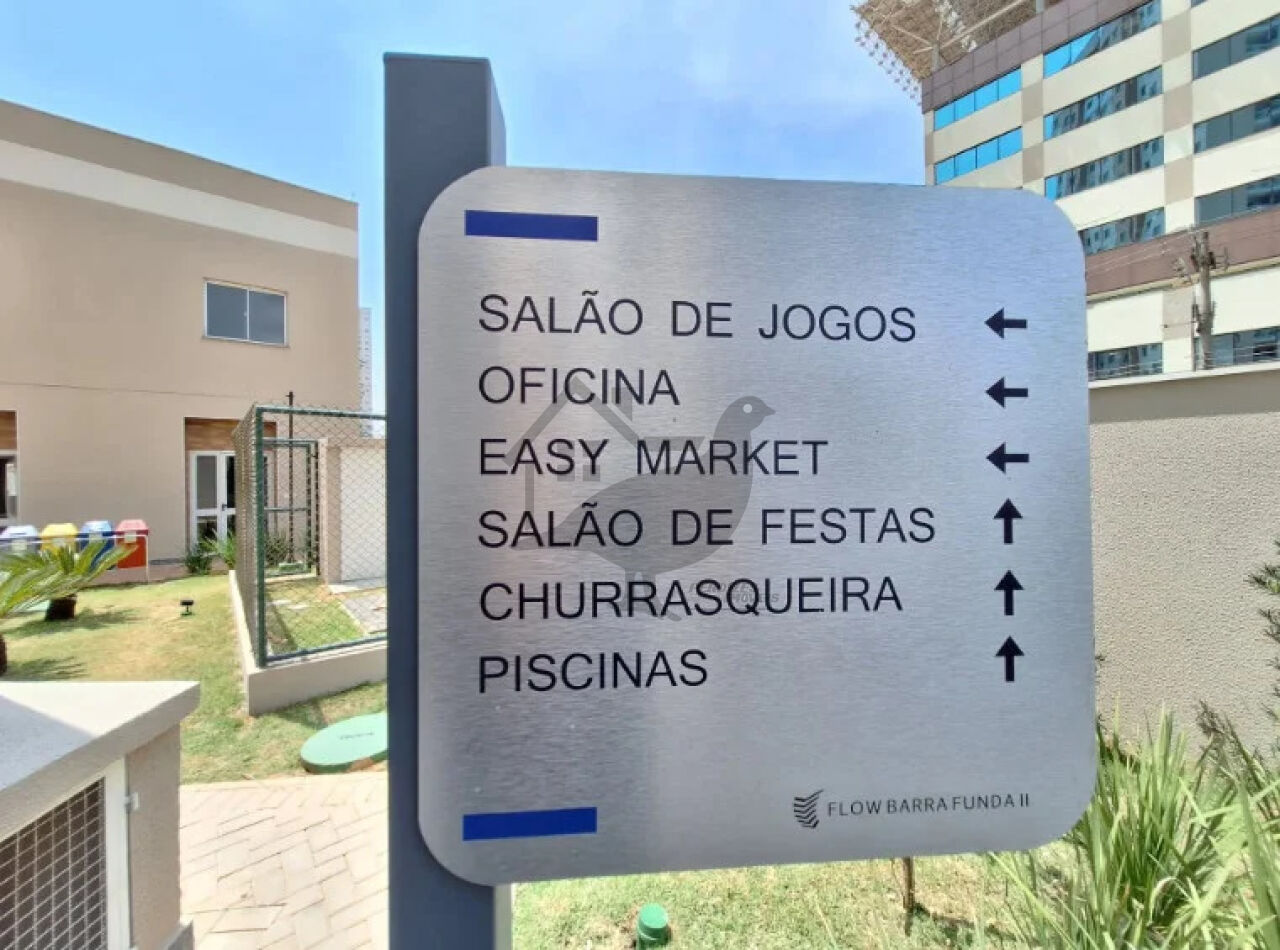 SALÃO DE JOGOS ←
OFICINA ←
EASY MARKET ←
SALÃO DE FESTAS ↑
CHURRASQUEIRA ↑
PISCINAS ↑
FLOW BARRA FUNDA II